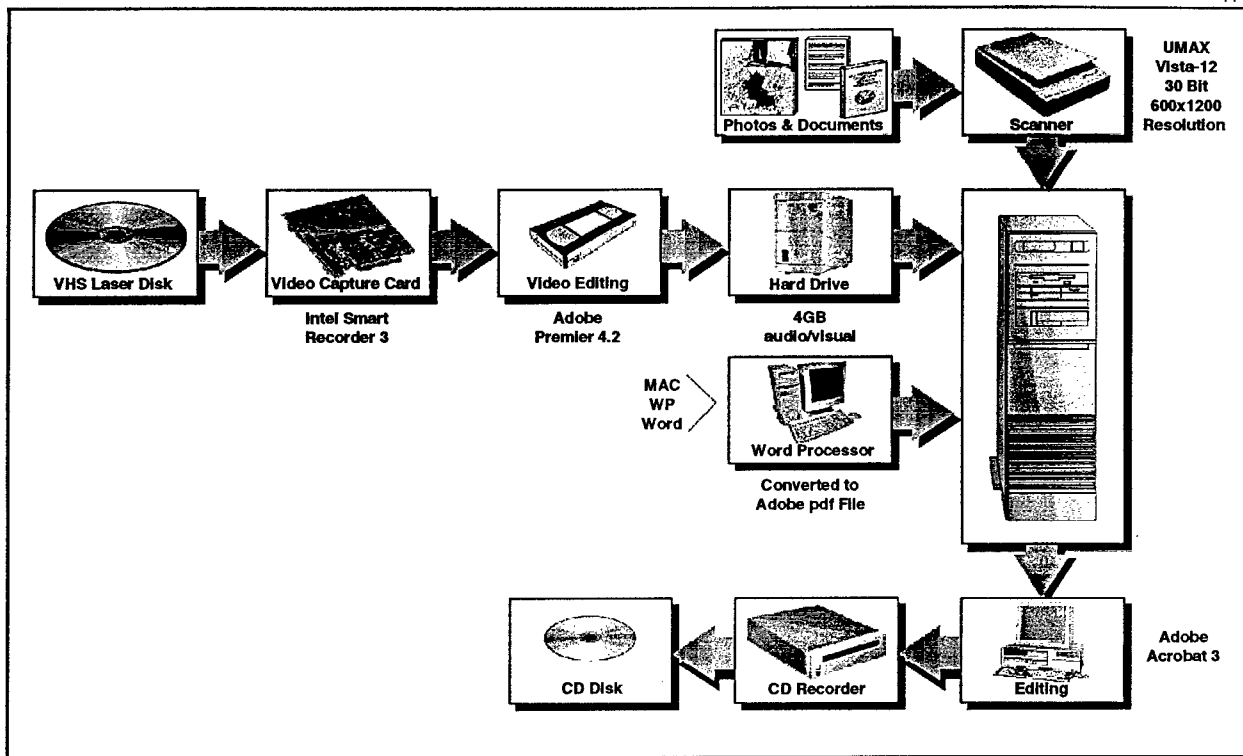 Photos & Documents
Scanner
UMAX
Vista-12
30 Bit
600x1200
Resolution
VHS Laser Disk
Video Capture Card
Video Editing
Hard Drive
Intel Smart
Recorder 3
Adobe
Premier 4.2
4GB
audio/visual
MAC
WP
Word
Word Processor
Converted to
Adobe pdf File
CD Disk
CD Recorder
Editing
Adobe
Acrobat 3